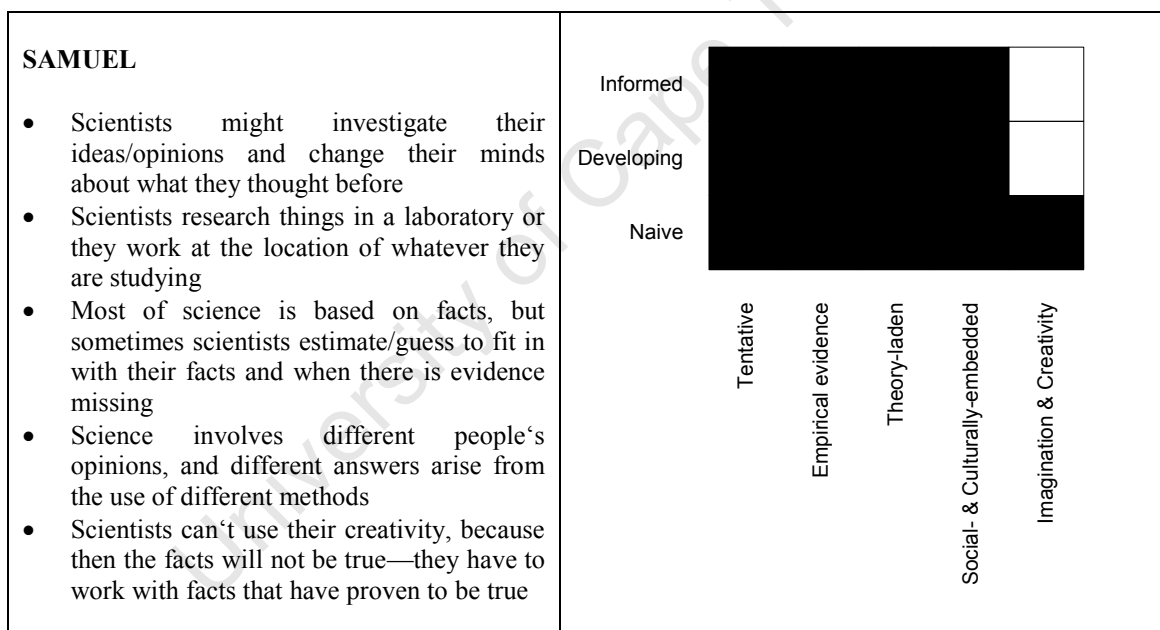 SAMUEL
• Scientists might investigate their
ideas/opinions and change their minds
about what they thought before
• Scientists research things in a laboratory or
they work at the location of whatever they
are studying
• Most of science is based on facts, but
sometimes scientists estimate/guess to fit in
with their facts and when there is evidence
missing
• Science involves different people‘s
opinions, and different answers arise from
the use of different methods
• Scientists can‘t use their creativity, because
then the facts will not be true—they have to
work with facts that have proven to be true
Informed
Developing
Naive
Tentative
Empirical evidence
Theory-laden
Social- & Culturally-embedded
Imagination & Creativity
University of Cape T